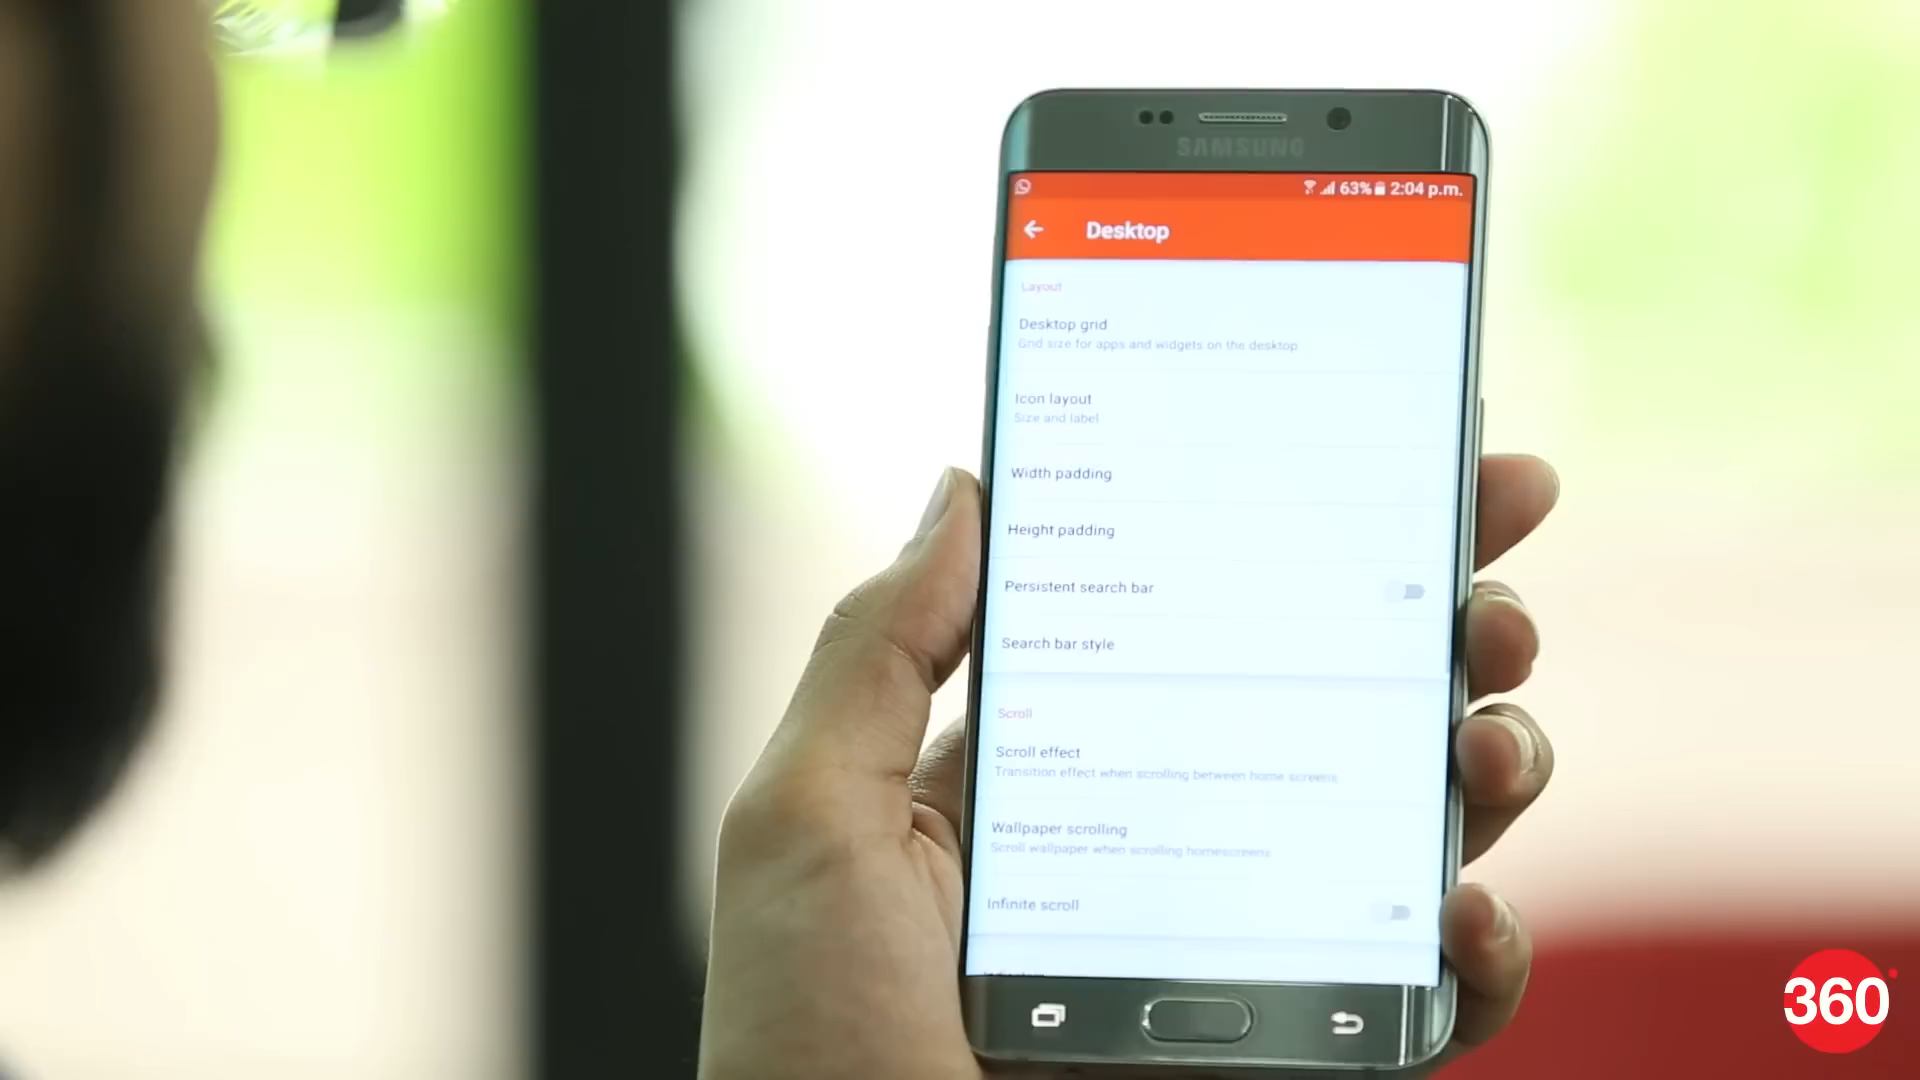 SAMSUNG
63% 2:04 p.m.
Desktop
Layout
Desktop grid
Grid size for apps and widgets on the desktop
Icon layout
Size and label
Width padding
Height padding
Persistent search bar
Search bar style
Scroll
Scroll effect
Transition effect when scrolling between home screens
Wallpaper scrolling
Scroll wallpaper when scrolling homescreens
Infinite scroll
360